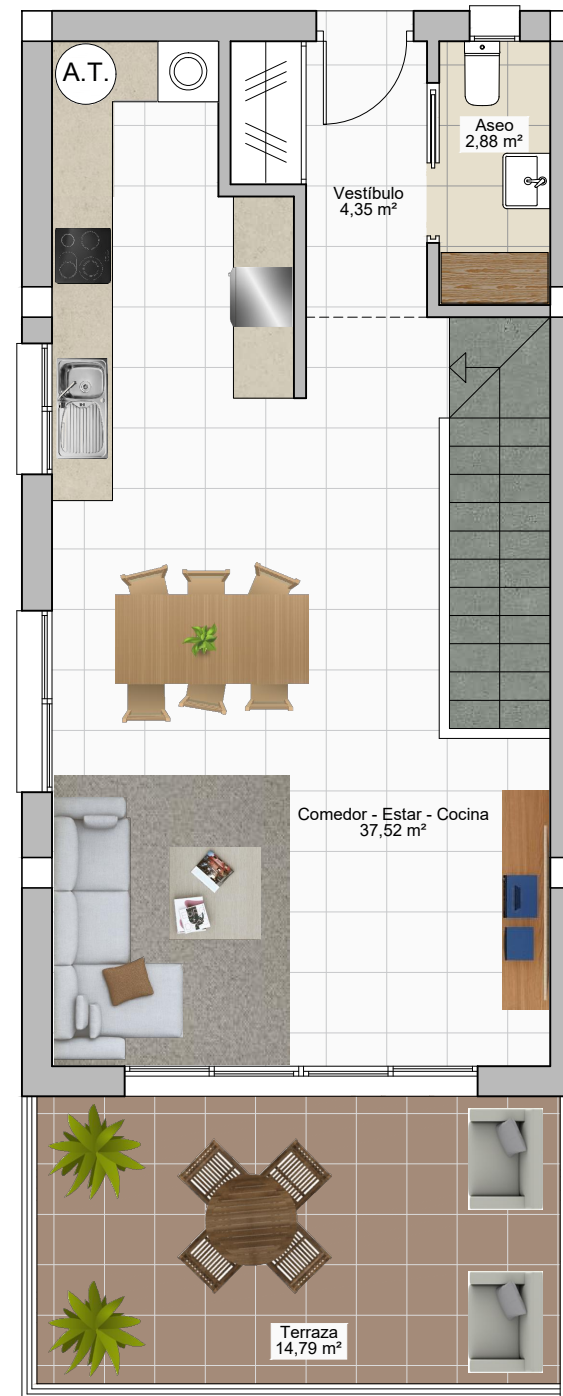 A.T.
Aseo
2,88 m²
Vestíbulo
4,35 m²
Comedor - Estar - Cocina
37,52 m²
Terraza
14,79 m²